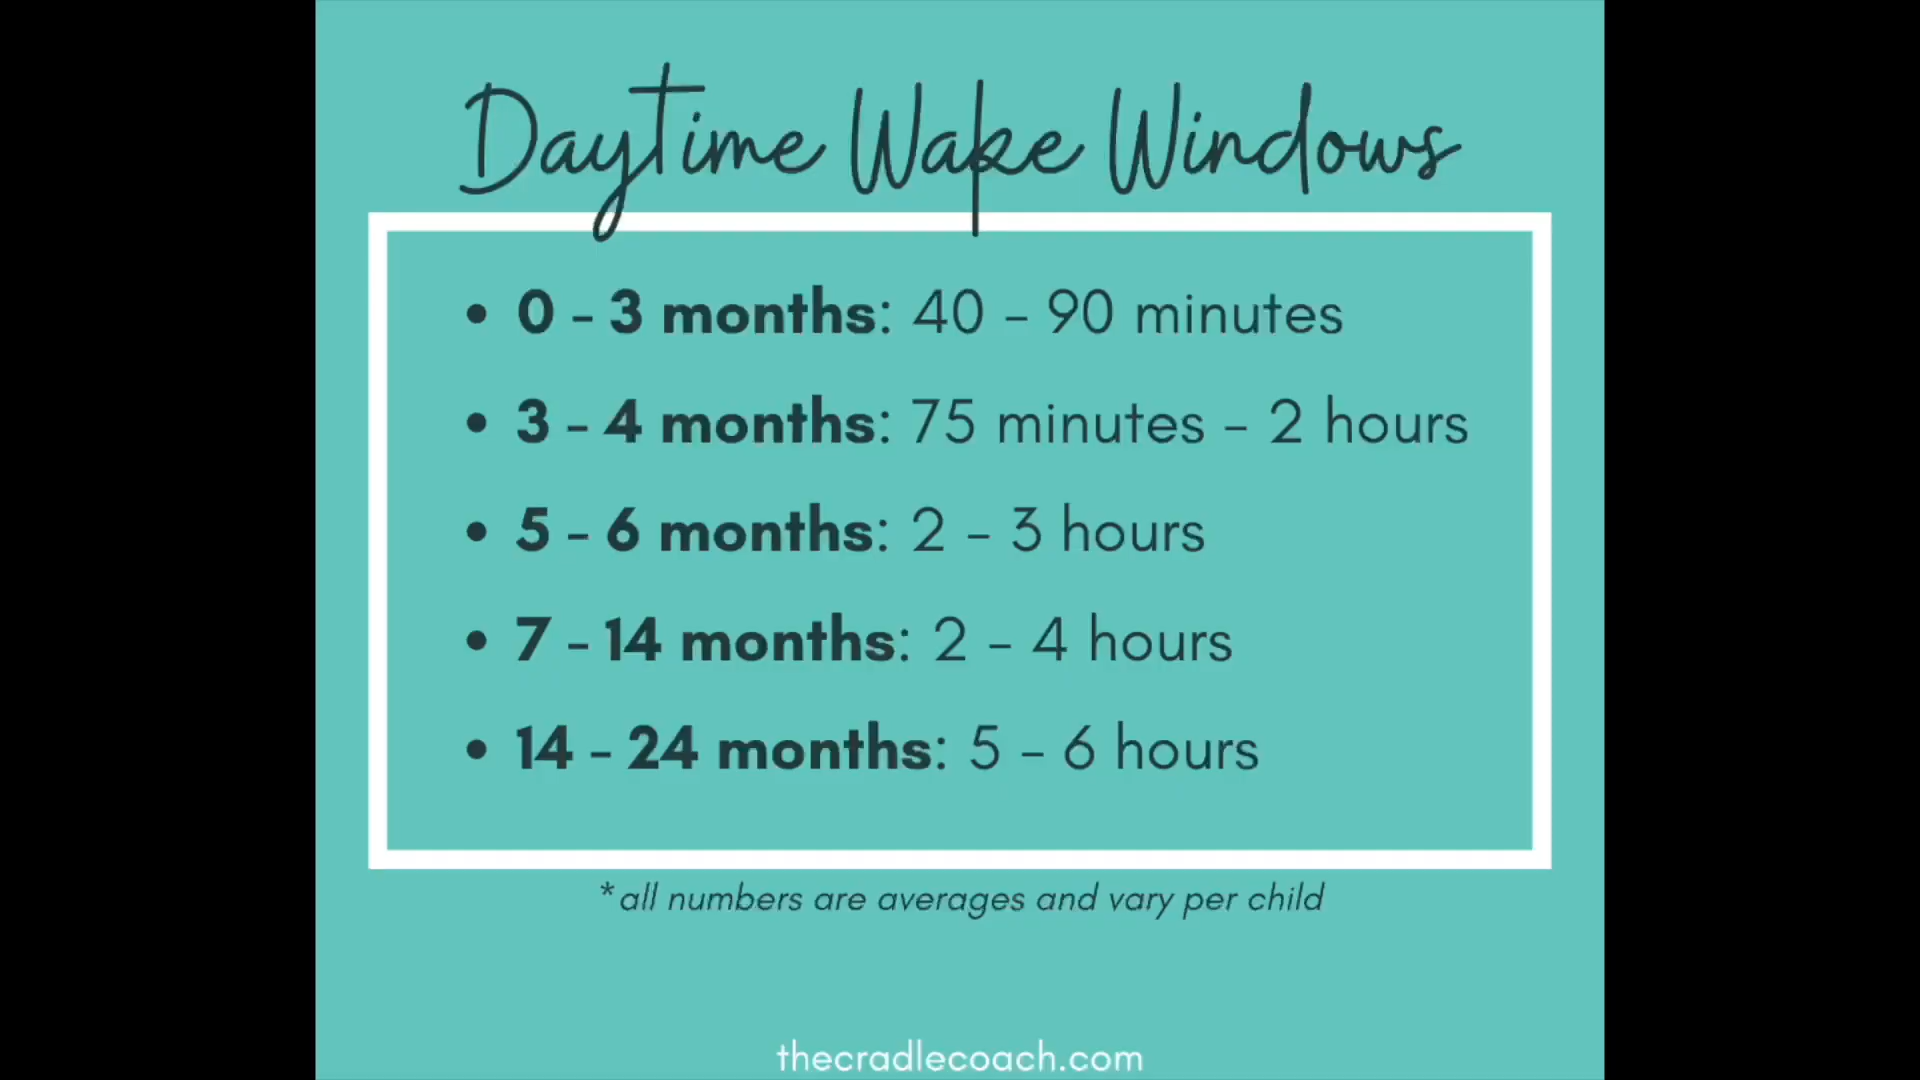 Daytime Wake Windows
• 0 - 3 months: 40 - 90 minutes
• 3 - 4 months: 75 minutes - 2 hours
• 5 - 6 months: 2 - 3 hours
• 7 - 14 months: 2 - 4 hours
• 14 - 24 months: 5 - 6 hours
*all numbers are averages and vary per child
thecradlecoach.com